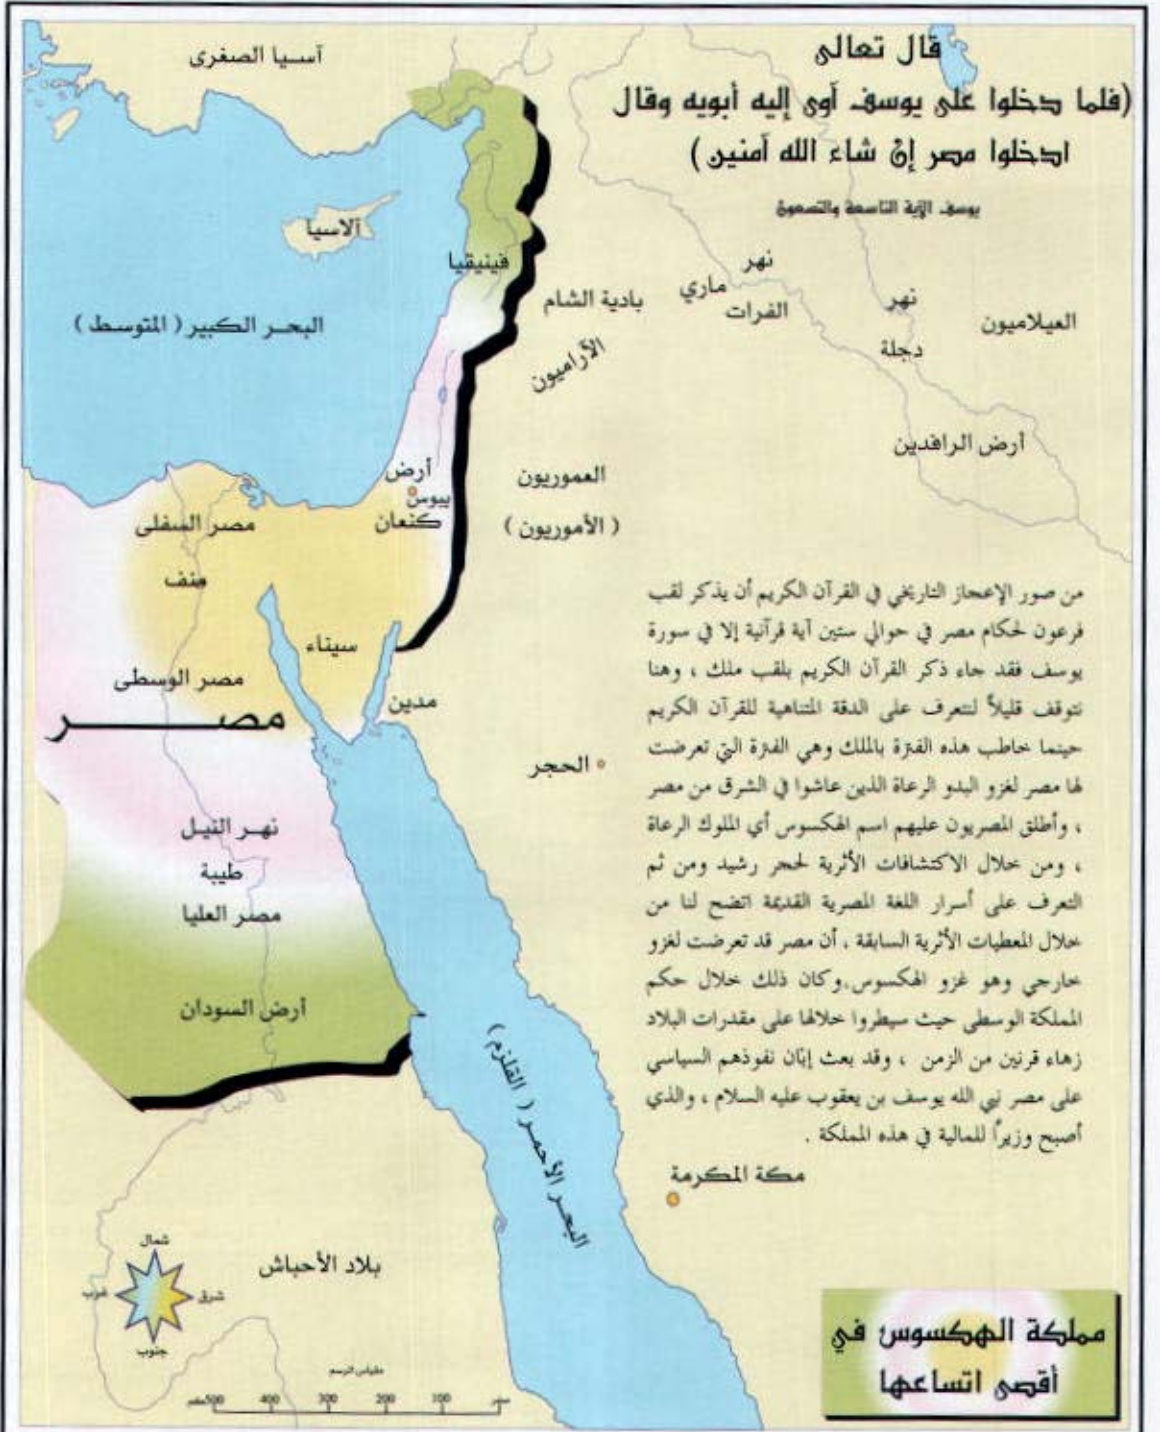 قال تعالى
(فلما دخلوا على يوسف آوى إليه أبويه وقال
ادخلوا مصر إن شاء الله آمنين)
يوسف الآية التاسعة والتسعون
آسيا الصغرى
آلاسيا
فينيقيا
البحر الكبير (المتوسط)
بادية الشام
ماري
نهر
الفرات
نهر
دجلة
العيلاميون
الآراميون
أرض الرافدين
أرض
يبوس
كنعان
العموريون
(الأموريون)
مصر السفلى
منف
سيناء
مصر الوسطى
مدين
مصر
الحجر
نهر النيل
طيبة
مصر العليا
أرض السودان
البحر الأحمر (القلزم)
من صور الإعجاز التاريخي في القرآن الكريم أن يذكر لقب
فرعون لحكام مصر في حوالي ستين آية قرآنية إلا في سورة
يوسف فقد جاء ذكر القرآن الكريم بلقب ملك ، وهنا
نتوقف قليلاً لنتعرف على الدقة المتناهية للقرآن الكريم
حينما خاطب هذه الفترة بالملك وهي الفترة التي تعرضت
لها مصر لغزو البدو الرعاة الذين عاشوا في الشرق من مصر
، وأطلق المصريون عليهم اسم الهكسوس أي الملوك الرعاة
، ومن خلال الاكتشافات الأثرية لحجر رشيد ومن ثم
التعرف على أسرار اللغة المصرية القديمة اتضح لنا من
خلال المعطيات الأثرية السابقة ، أن مصر قد تعرضت لغزو
خارجي وهو غزو الهكسوس.وكان ذلك خلال حكم
المملكة الوسطى حيث سيطروا خلالها على مقدرات البلاد
زهاء قرنين من الزمن ، وقد بعث إبّان نفوذهم السياسي
على مصر نبي الله يوسف بن يعقوب عليه السلام ، والذي
أصبح وزيراً للمالية في هذه المملكة .
مكة المكرمة
بلاد الأحباش
شمال
شرق
غرب
جنوب
مقياس الرسم
صفر 100 200 300 400 500
مملكة الهكسوس في
أقصى اتساعها